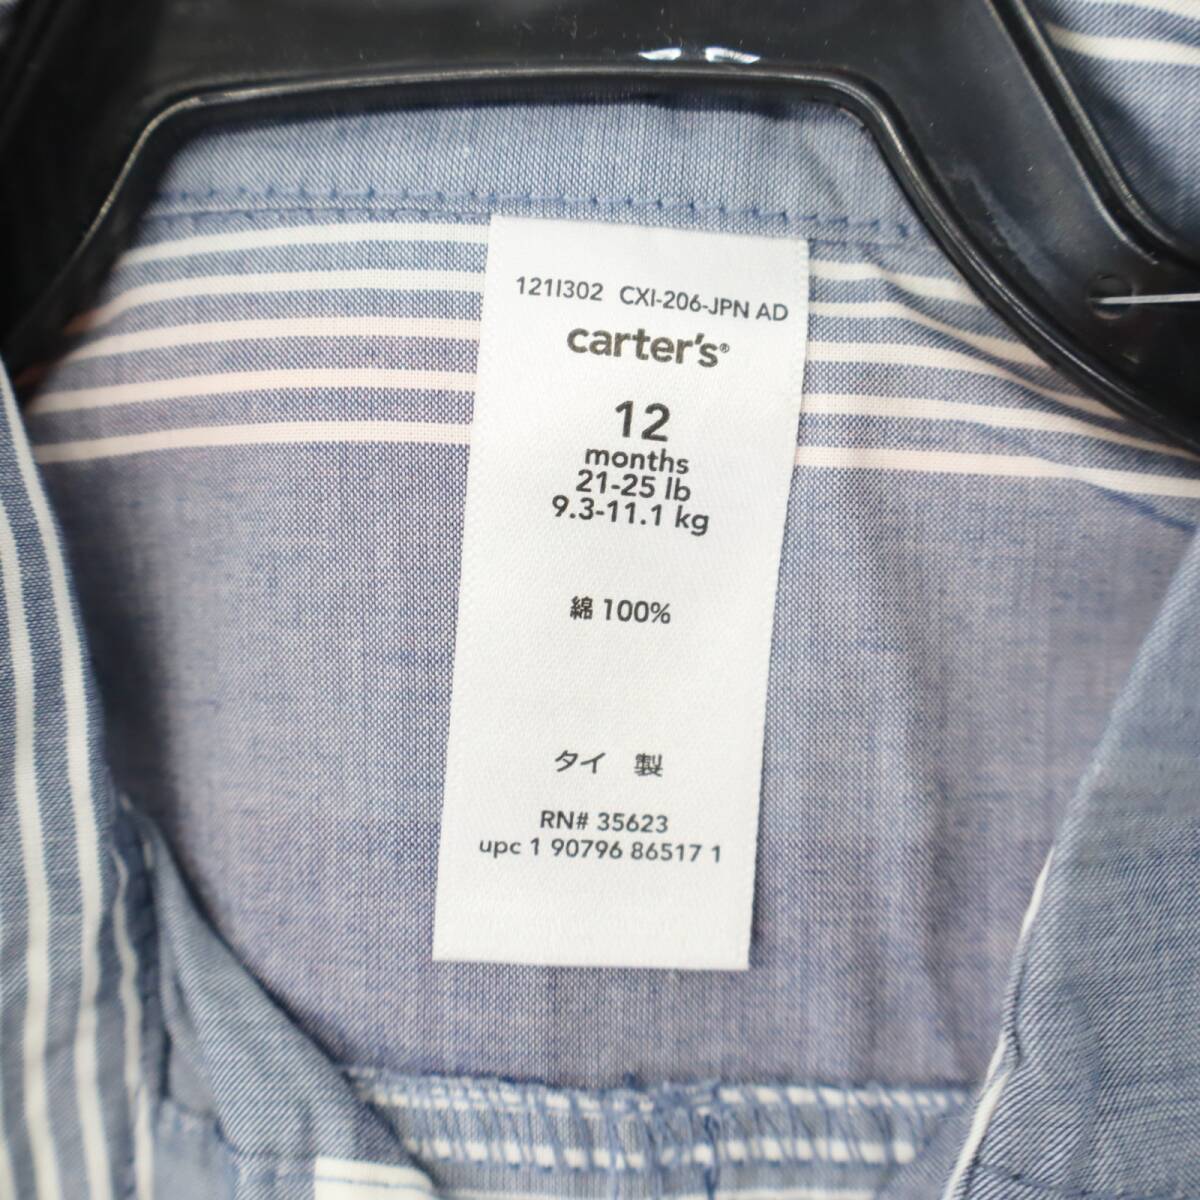 121I302 CXI-206-JPN AD
carter's®
12
months
21-25 lb
9.3-11.1 kg
綿 100%
タイ 製
RN# 35623
upc 1 90796 86517 1